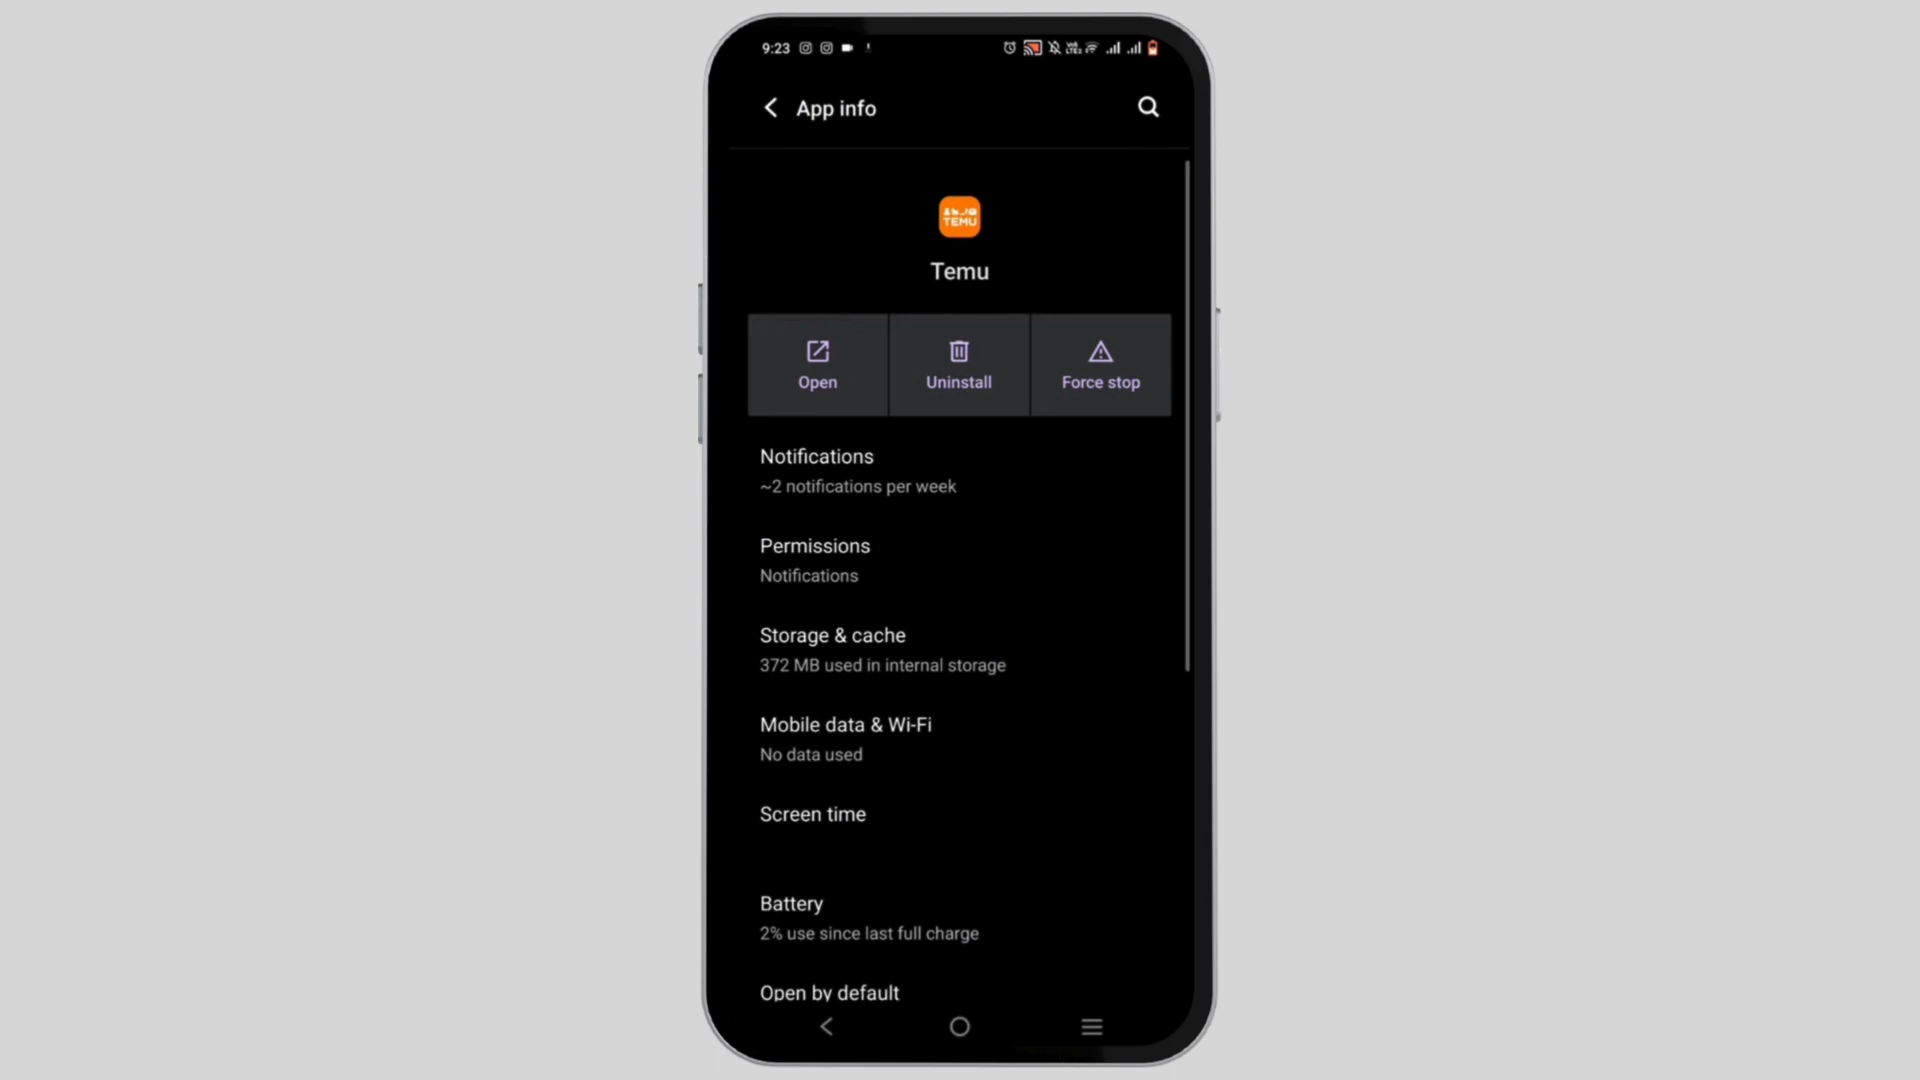 9:23
App info
TEMU
Temu
Open
Uninstall
Force stop
Notifications
~2 notifications per week
Permissions
Notifications
Storage & cache
372 MB used in internal storage
Mobile data & Wi-Fi
No data used
Screen time
Battery
2% use since last full charge
Open by default